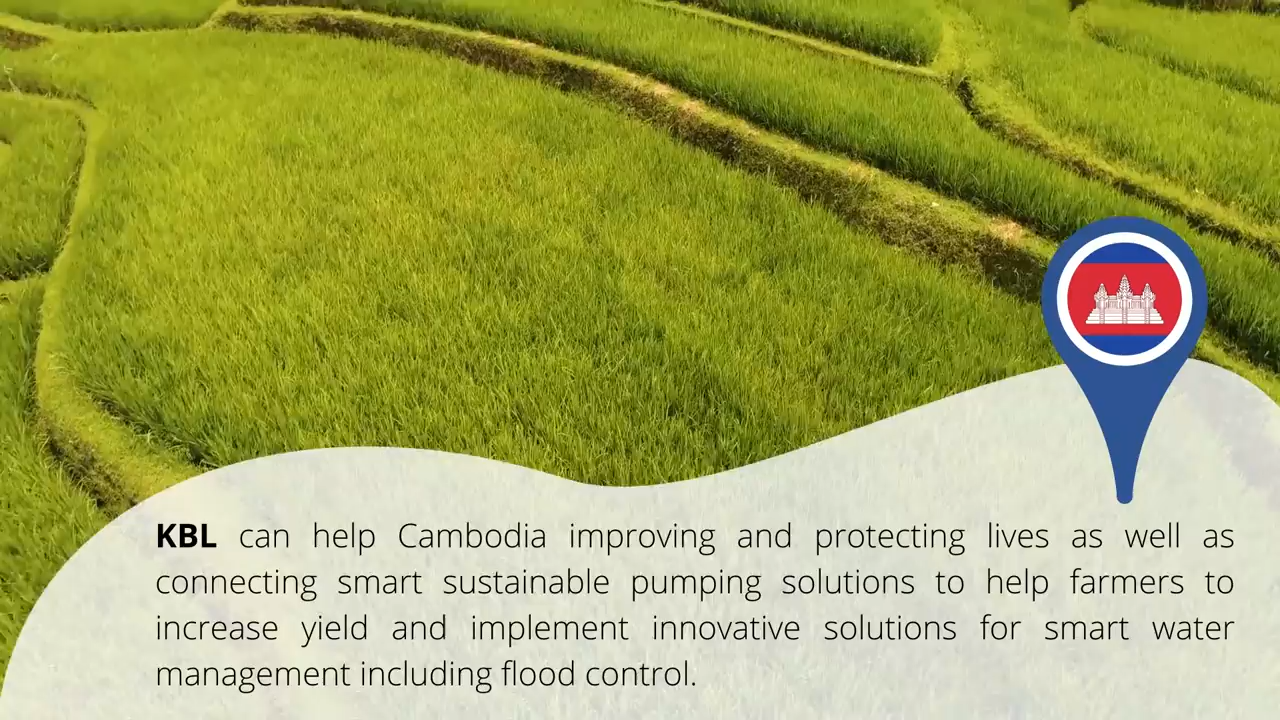 KBL can help Cambodia improving and protecting lives as well as
connecting smart sustainable pumping solutions to help farmers to
increase yield and implement innovative solutions for smart water
management including flood control.